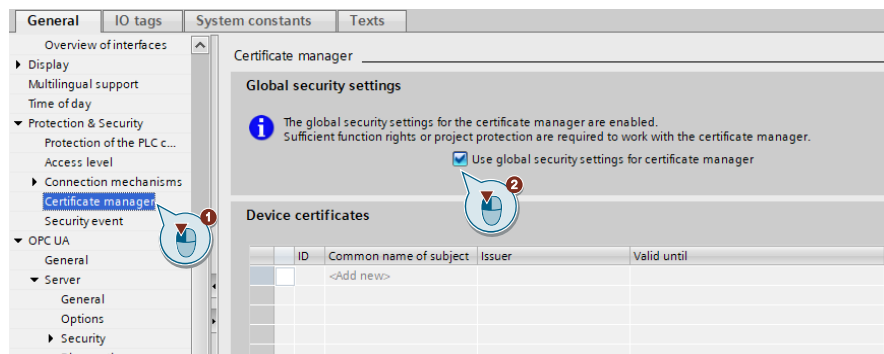 General IO tags System constants Texts
Overview of interfaces
Display
Multilingual support
Time of day
Protection & Security
Protection of the PLC c...
Access level
Connection mechanisms
Certificate manager
Security event
OPC UA
General
Server
General
Options
Security
Certificate manager
Global security settings
The global security settings for the certificate manager are enabled.
Sufficient function rights or project protection are required to work with the certificate manager.
Use global security settings for certificate manager
1
2
Device certificates
ID Common name of subject Issuer Valid until
<Add new>